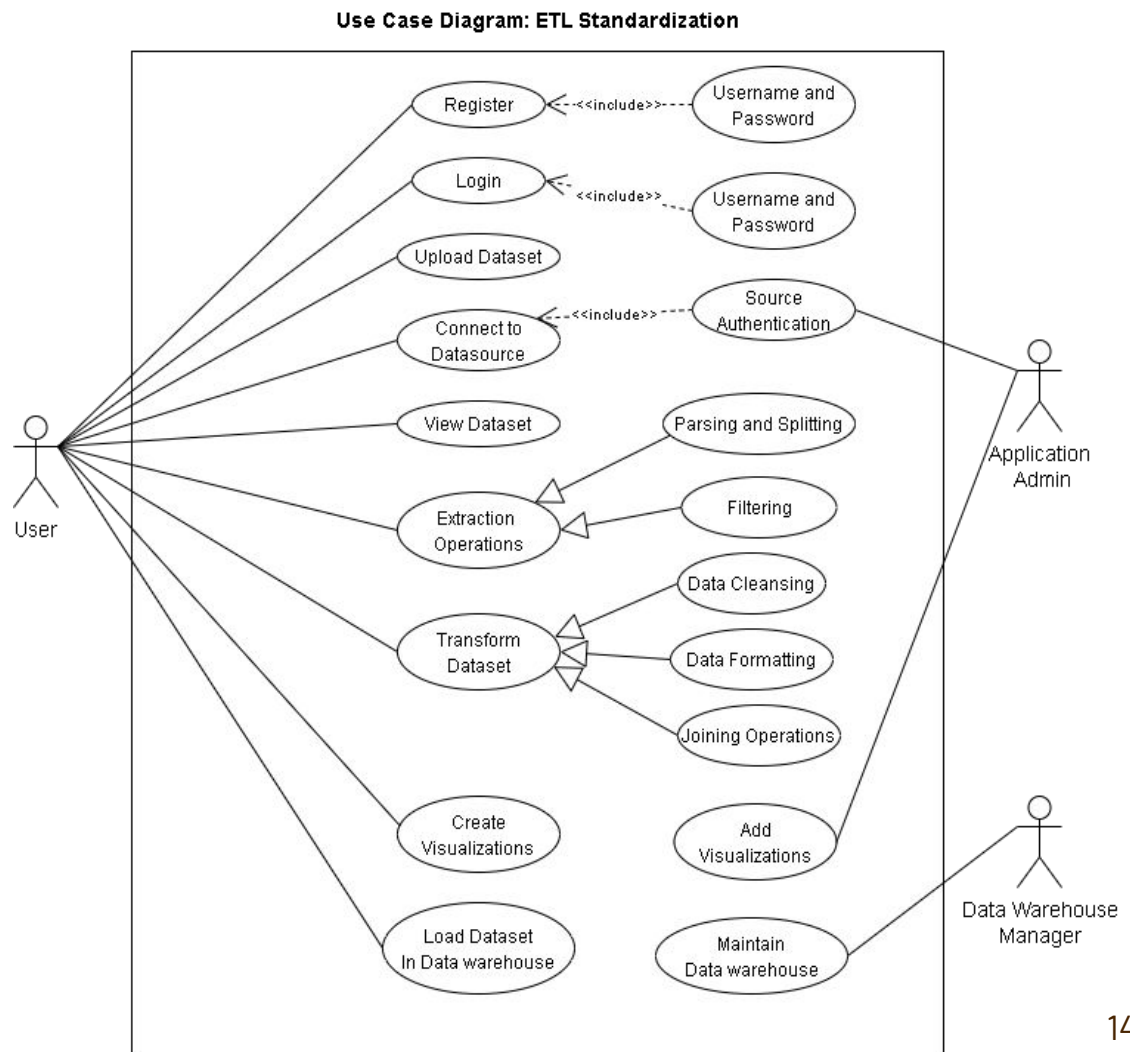 Use Case Diagram: ETL Standardization
Register
<<include>>
Username and
Password
Login
<<include>>
Username and
Password
Upload Dataset
Connect to
Datasource
<<include>>
Source
Authentication
View Dataset
Parsing and Splitting
Extraction
Operations
Filtering
Data Cleansing
Transform
Dataset
Data Formatting
Joining Operations
Create
Visualizations
Add
Visualizations
Load Dataset
In Data warehouse
Maintain
Data warehouse
User
Application
Admin
Data Warehouse
Manager
14